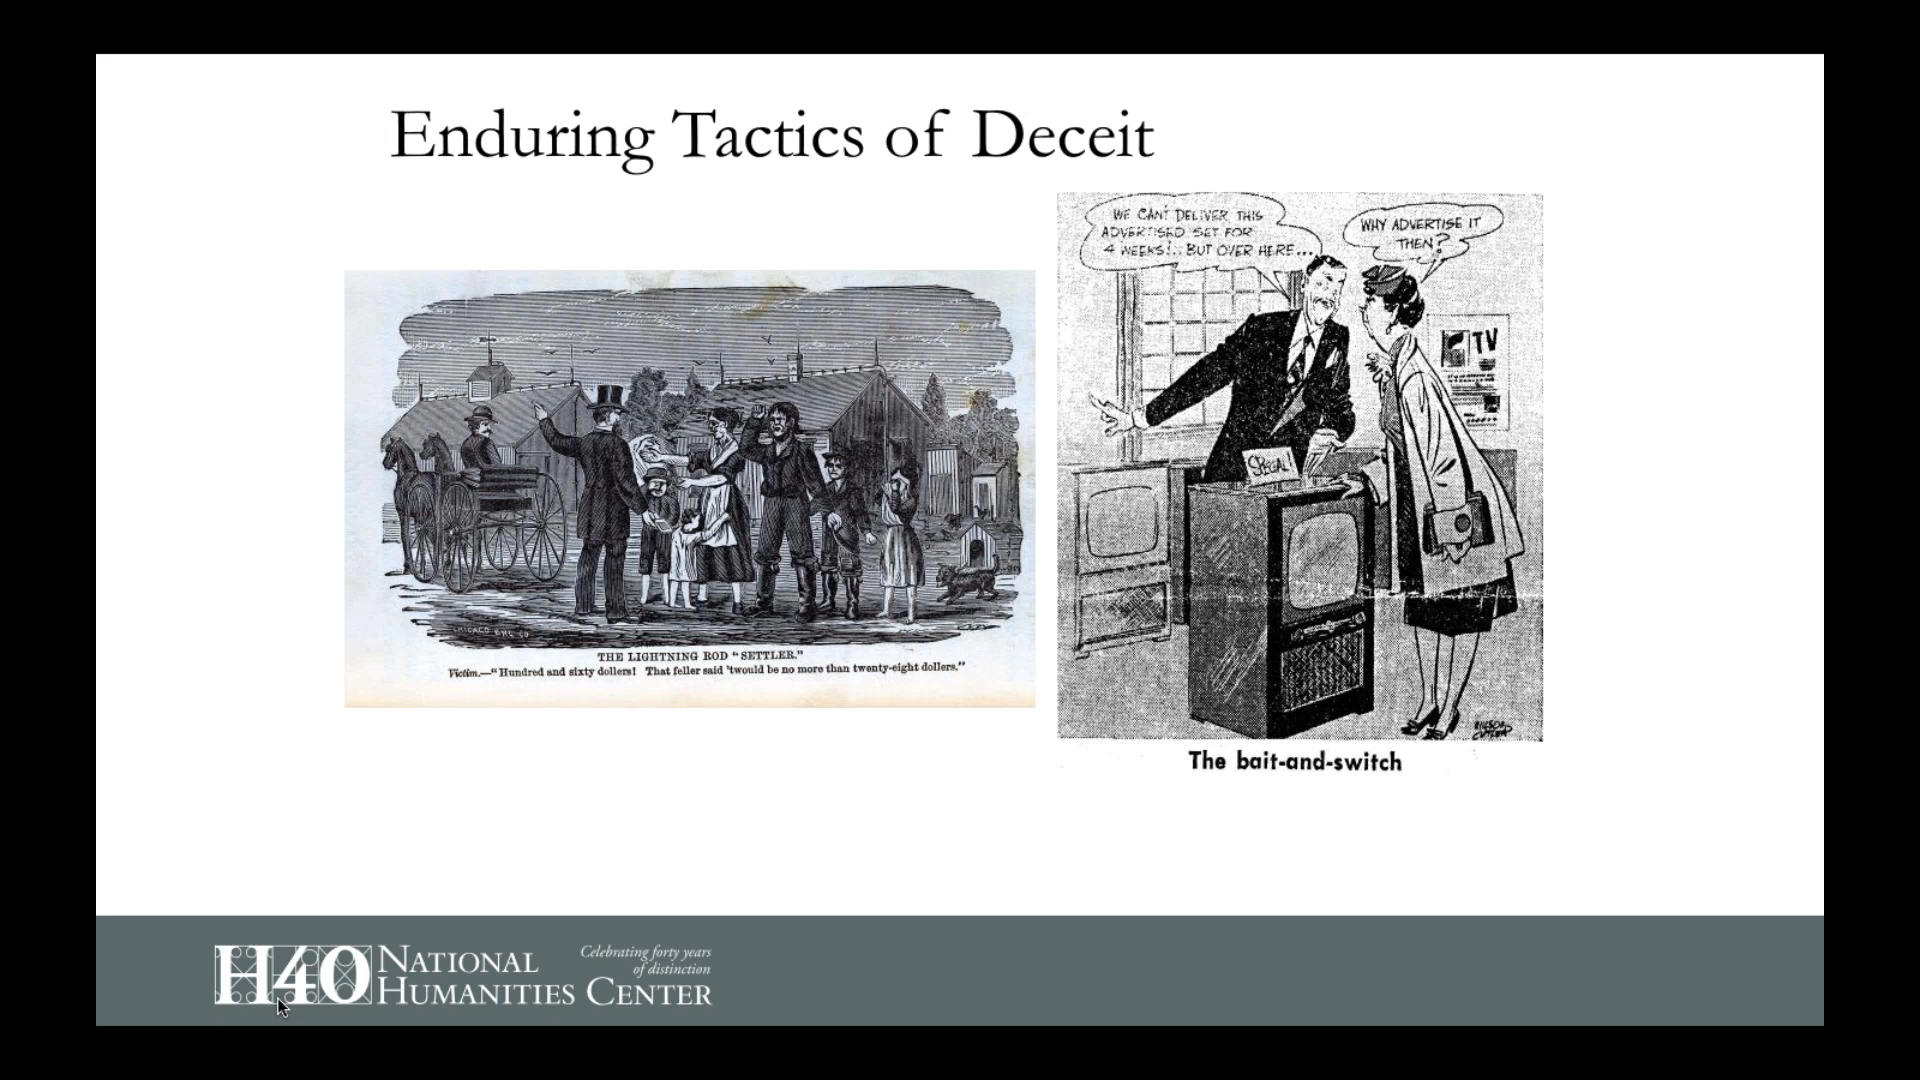 Enduring Tactics of Deceit
THE LIGHTNING ROD "SETTLER."
Victim.—"Hundred and sixty dollars! That feller said 'twould be no more than twenty-eight dollars."
WE CAN'T DELIVER THIS
ADVERTISED SET FOR
4 WEEKS!.. BUT OVER HERE...
WHY ADVERTISE IT
THEN?
TV
SPECIAL!
The bait-and-switch
H40
NATIONAL
HUMANITIES CENTER
Celebrating forty years
of distinction